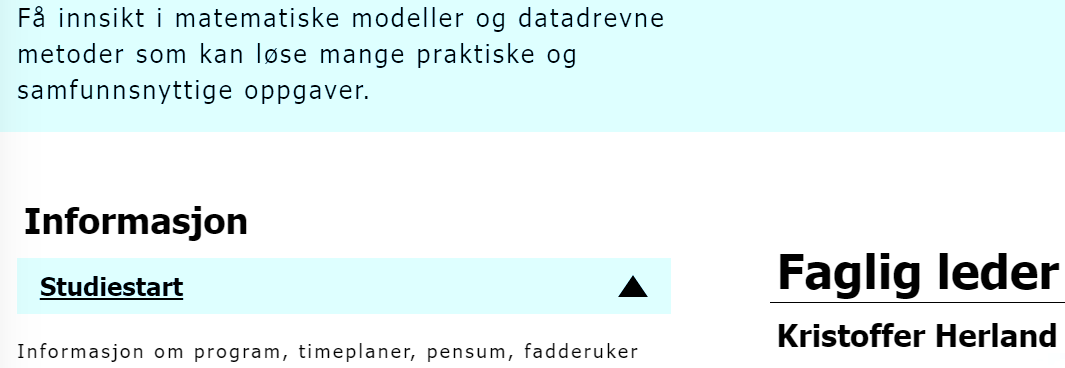 Få innsikt i matematiske modeller og datadrevne
metoder som kan løse mange praktiske og
samfunnsnyttige oppgaver.
Informasjon
Studiestart
Informasjon om program, timeplaner, pensum, fadderuker
Faglig leder
Kristoffer Herland